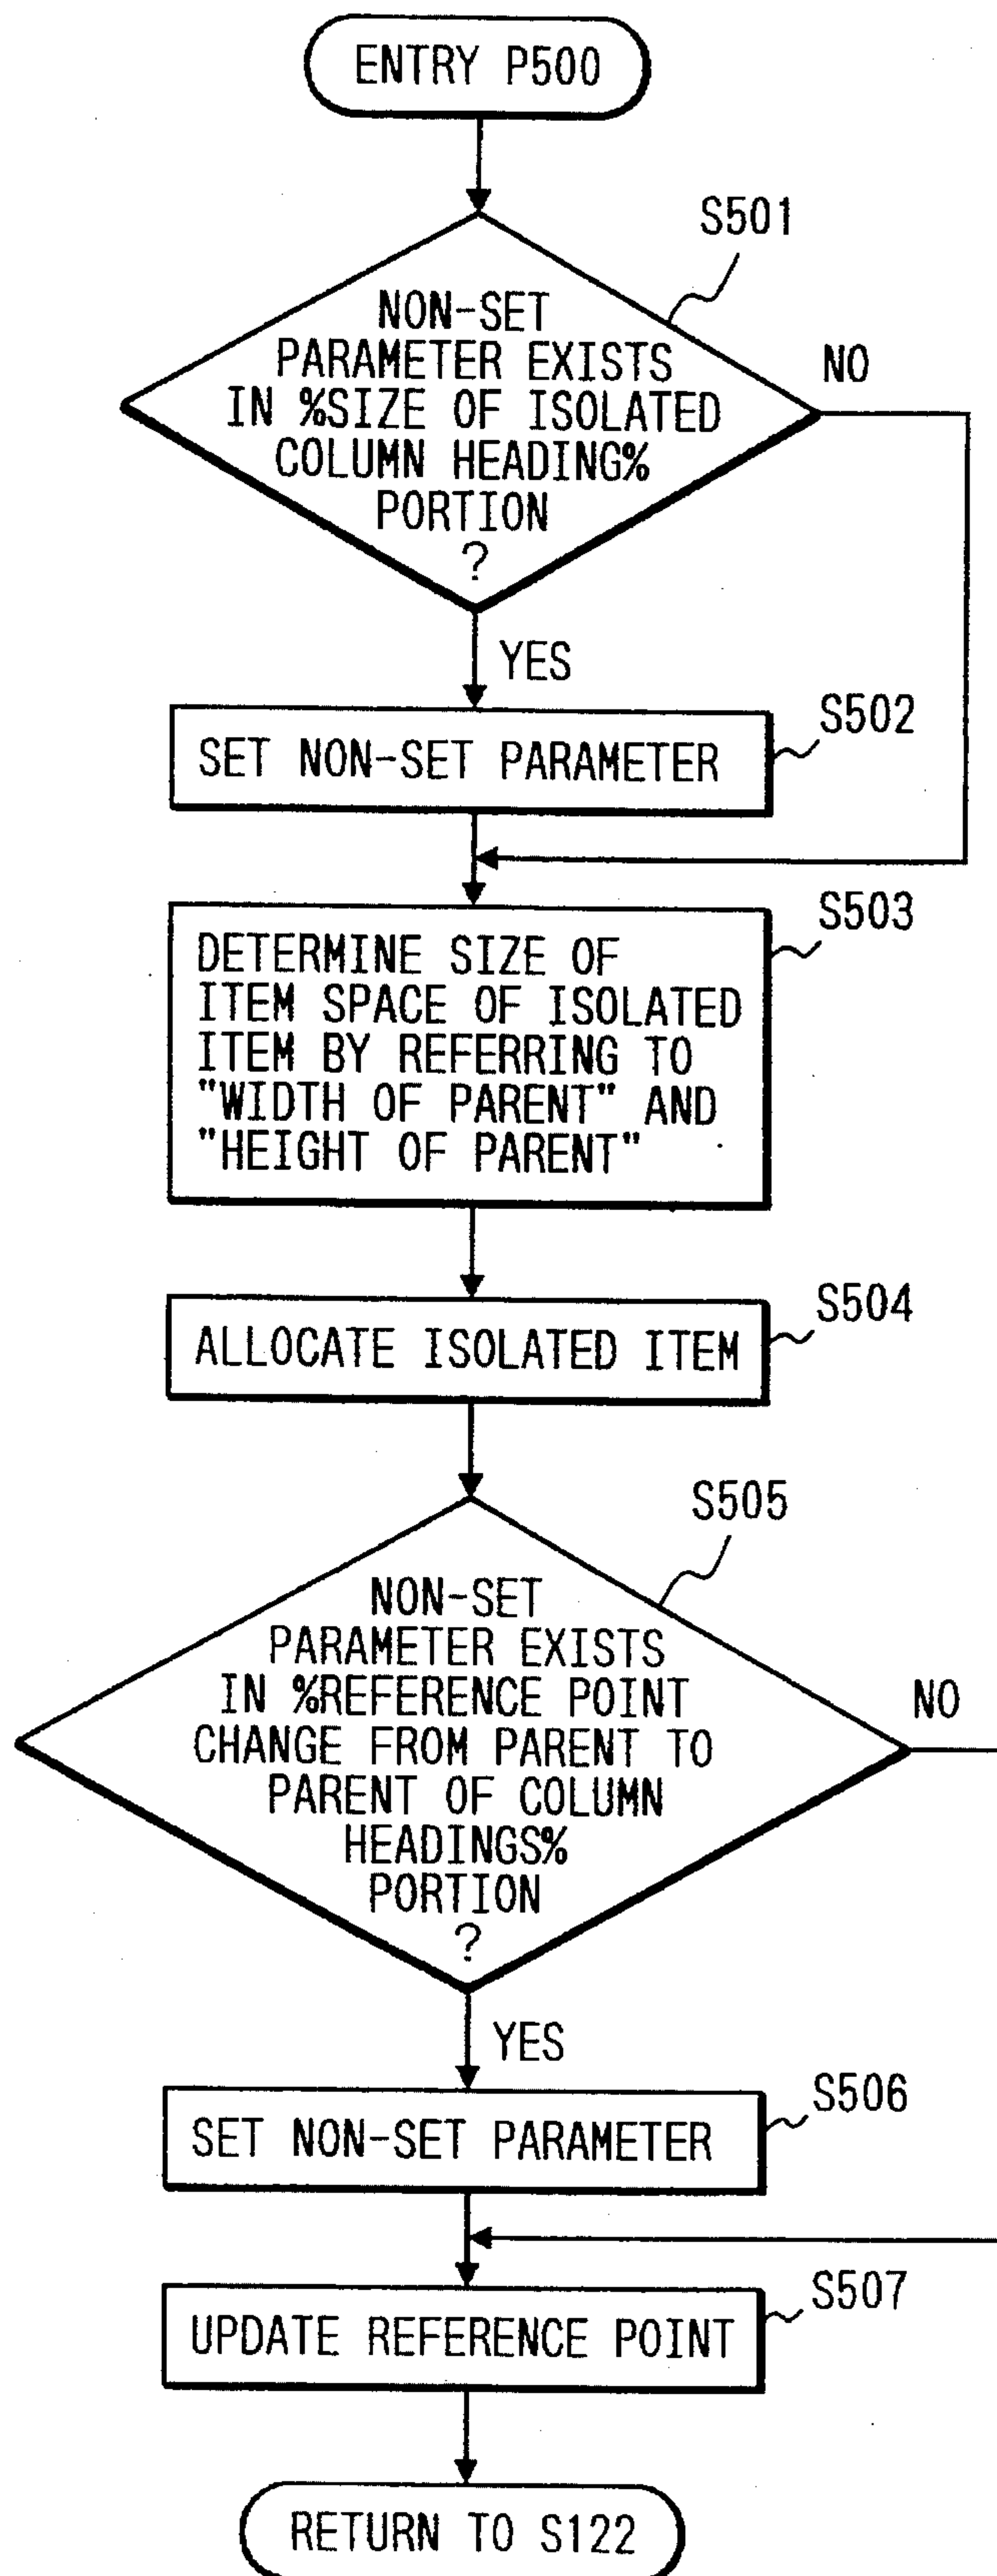 ENTRY P500
S501
NON-SET
PARAMETER EXISTS
IN %SIZE OF ISOLATED
COLUMN HEADING%
PORTION
?
NO
YES
S502
SET NON-SET PARAMETER
S503
DETERMINE SIZE OF
ITEM SPACE OF ISOLATED
ITEM BY REFERRING TO
"WIDTH OF PARENT" AND
"HEIGHT OF PARENT"
S504
ALLOCATE ISOLATED ITEM
S505
NON-SET
PARAMETER EXISTS
IN %REFERENCE POINT
CHANGE FROM PARENT TO
PARENT OF COLUMN
HEADINGS%
PORTION
?
NO
YES
S506
SET NON-SET PARAMETER
S507
UPDATE REFERENCE POINT
RETURN TO S122